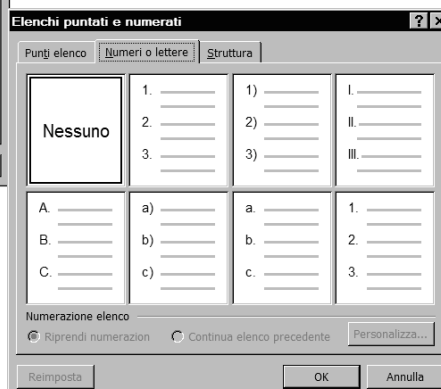 Elenchi puntati e numerati
Punti elenco Numeri o lettere Struttura
Nessuno
1.
2.
3.
1)
2)
3)
I.
II.
III.
A.
B.
C.
a)
b)
c)
a.
b.
c.
1.
2.
3.
Numerazione elenco
Riprendi numerazion Continua elenco precedente Personalizza...
Reimposta OK Annulla